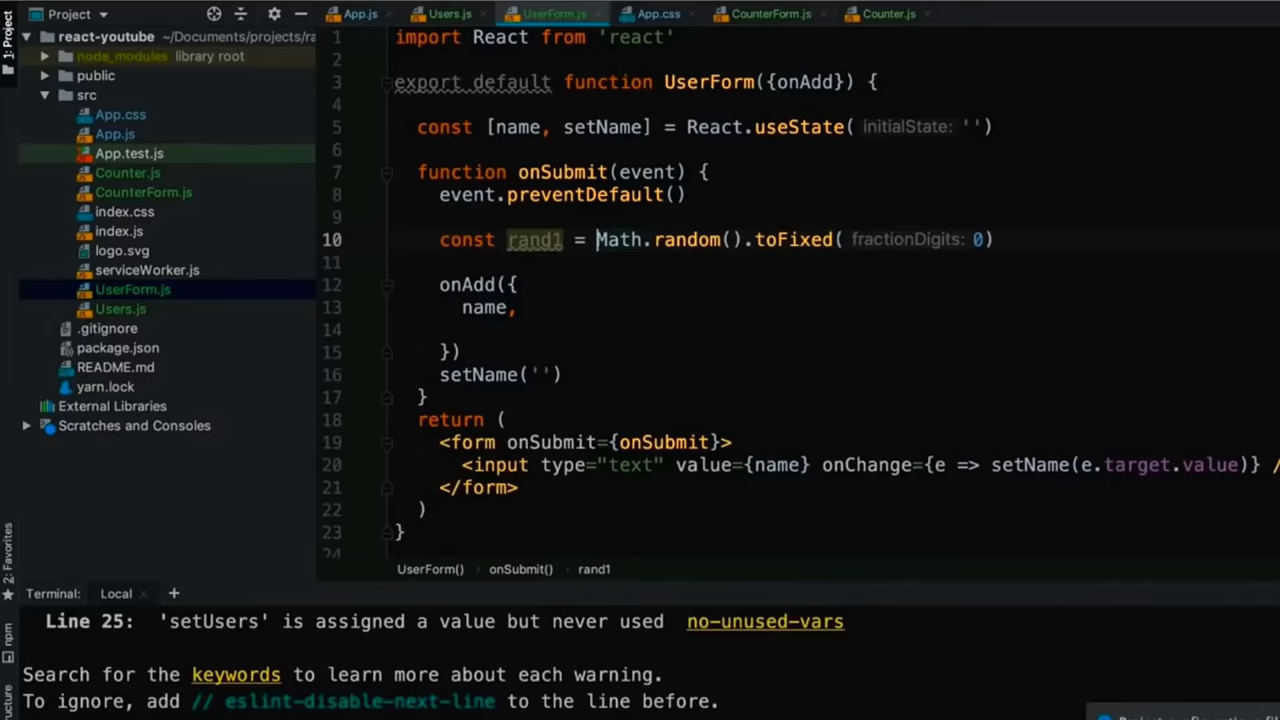 1: Project
Project
App.js
Users.js
UserForm.js
App.css
CounterForm.js
Counter.js
react-youtube ~/Documents/projects/ra
node_modules library root
public
src
App.css
App.js
App.test.js
Counter.js
CounterForm.js
index.css
index.js
logo.svg
serviceWorker.js
UserForm.js
Users.js
.gitignore
package.json
README.md
yarn.lock
External Libraries
Scratches and Consoles
1 import React from 'react'
2
3 export default function UserForm({onAdd}) {
4
5 const [name, setName] = React.useState( initialState: '')
6
7 function onSubmit(event) {
8 event.preventDefault()
9
10 const rand1 = Math.random().toFixed( fractionDigits: 0)
11
12 onAdd({
13 name,
14
15 })
16 setName('')
17 }
18 return (
19 <form onSubmit={onSubmit}>
20 <input type="text" value={name} onChange={e => setName(e.target.value)} /
21 </form>
22 )
23 }
24
UserForm() onSubmit() rand1
2: Favorites
npm
Terminal: Local +
Line 25: 'setUsers' is assigned a value but never used no-unused-vars
Search for the keywords to learn more about each warning.
To ignore, add // eslint-disable-next-line to the line before.